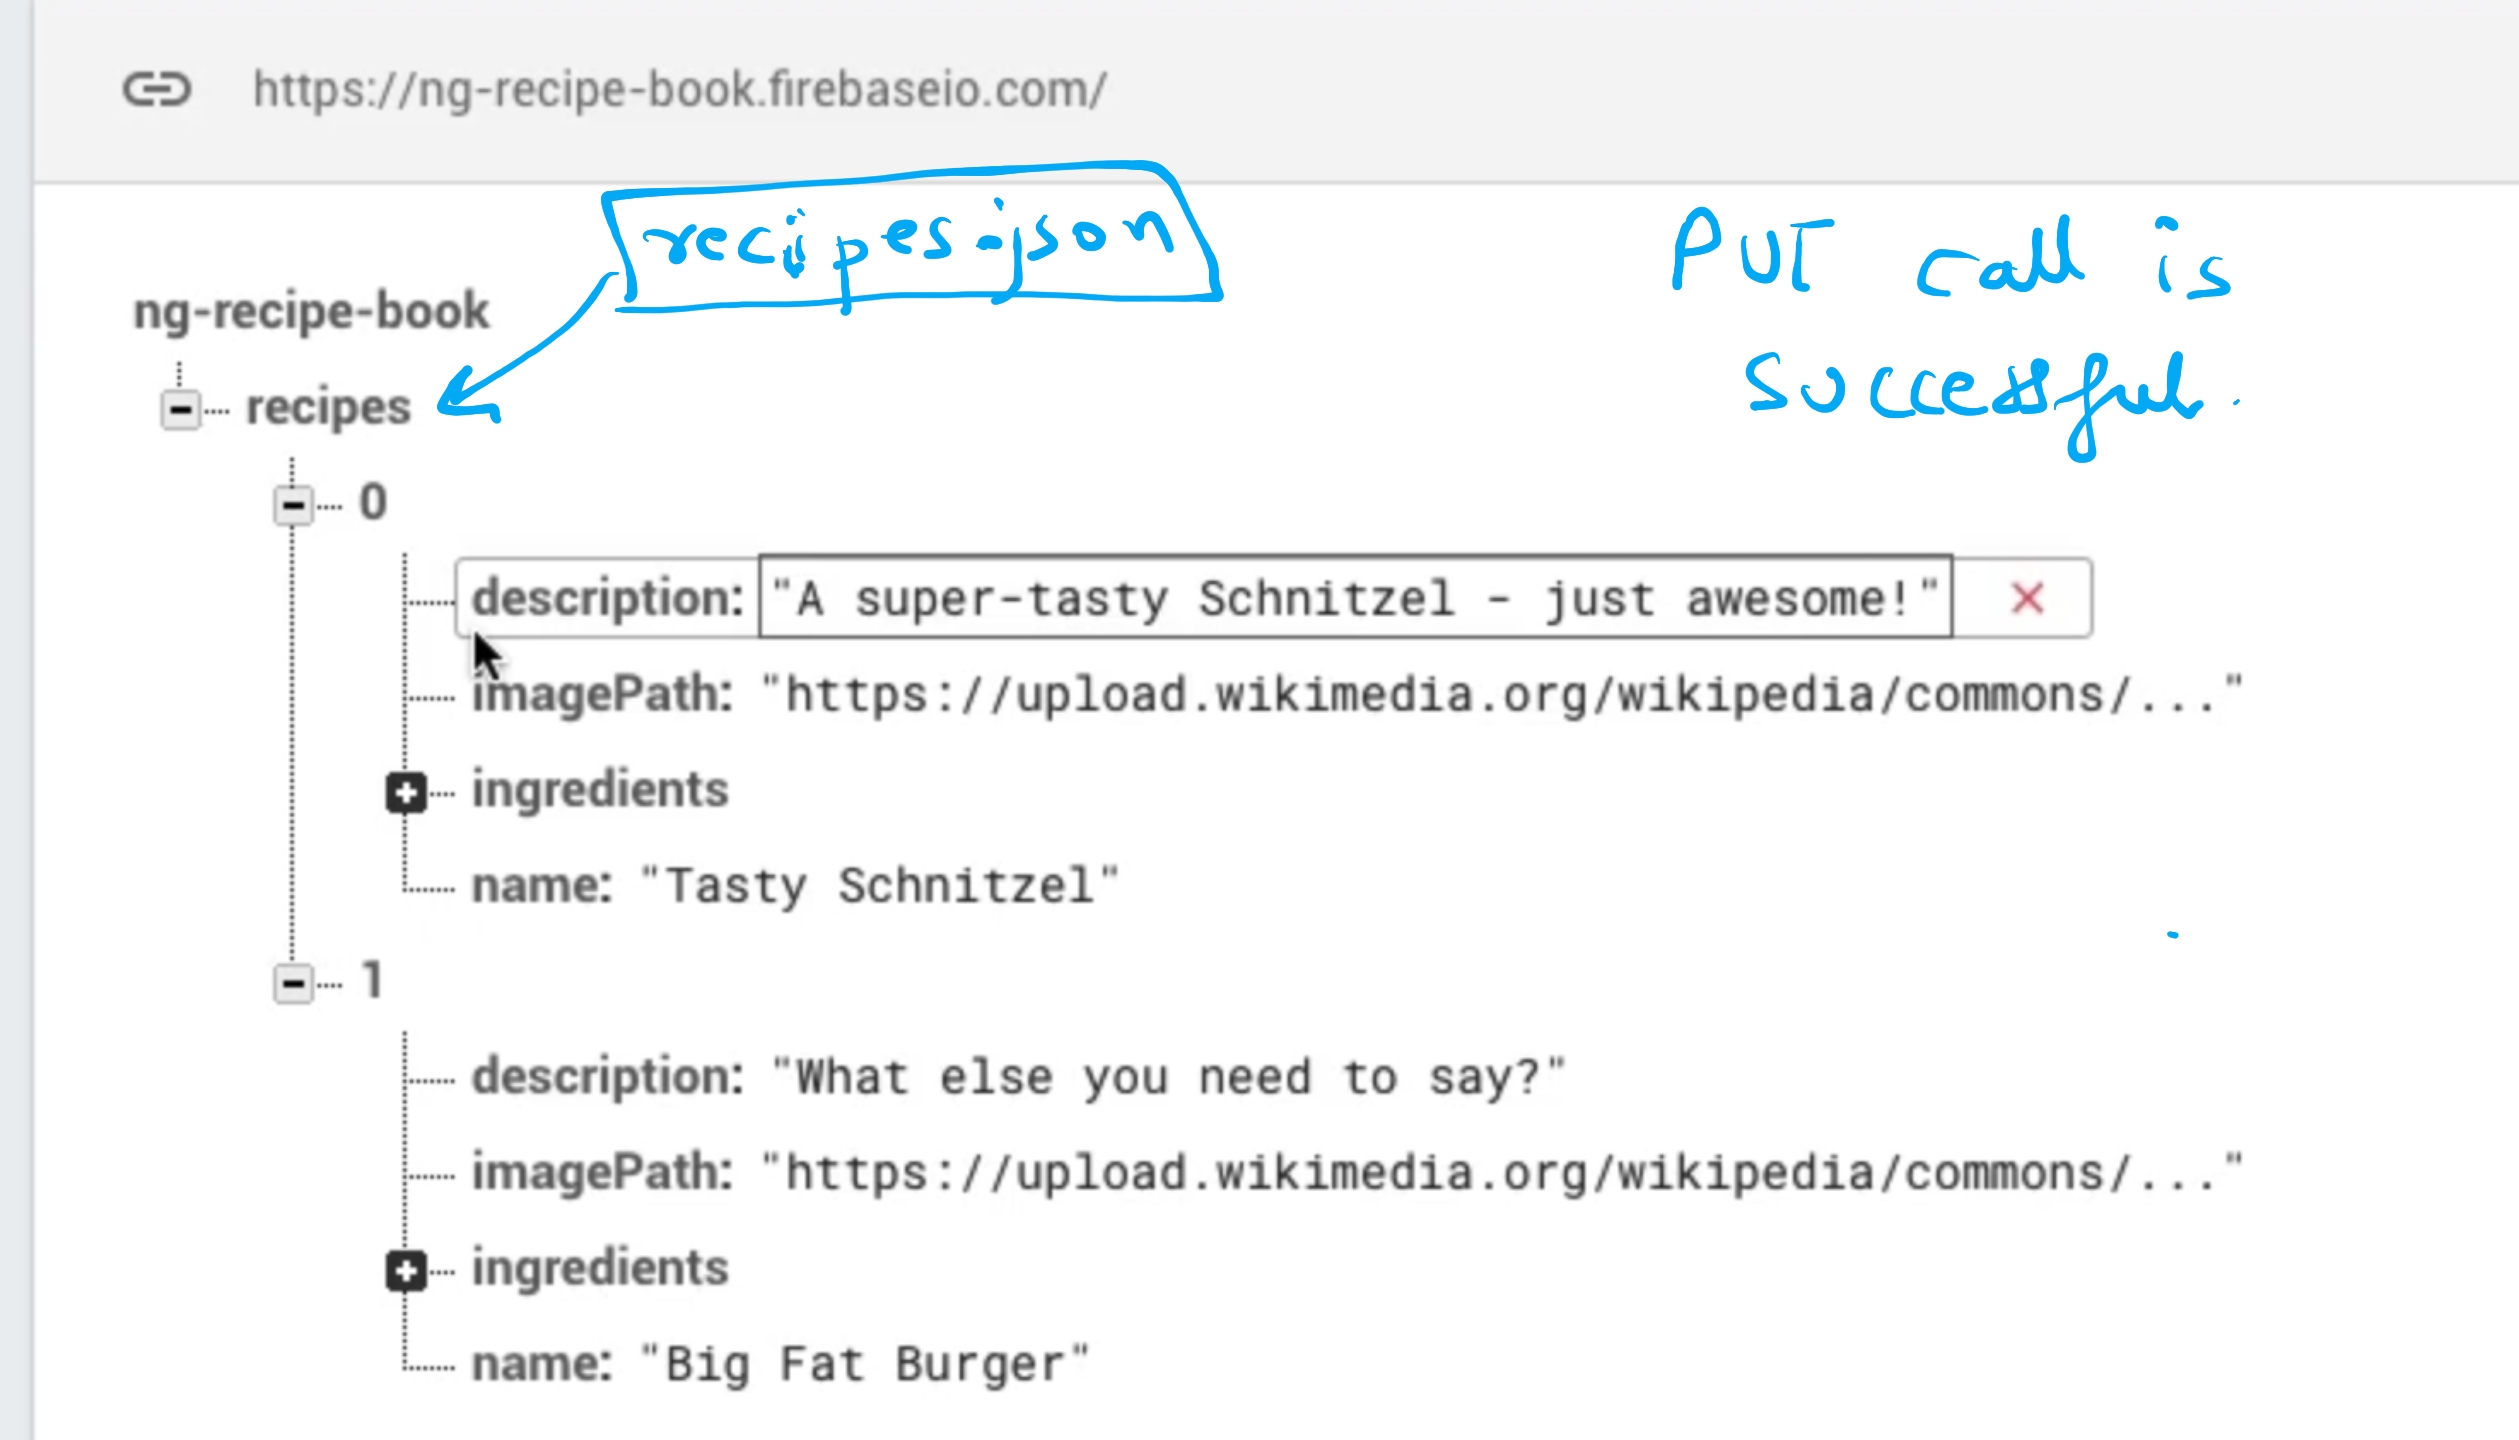 https://ng-recipe-book.firebaseio.com/
recipes.json
PUT call is
successful.
ng-recipe-book
recipes
0
description: "A super-tasty Schnitzel - just awesome!"
imagePath: "https://upload.wikimedia.org/wikipedia/commons/..."
ingredients
name: "Tasty Schnitzel"
1
description: "What else you need to say?"
imagePath: "https://upload.wikimedia.org/wikipedia/commons/..."
ingredients
name: "Big Fat Burger"